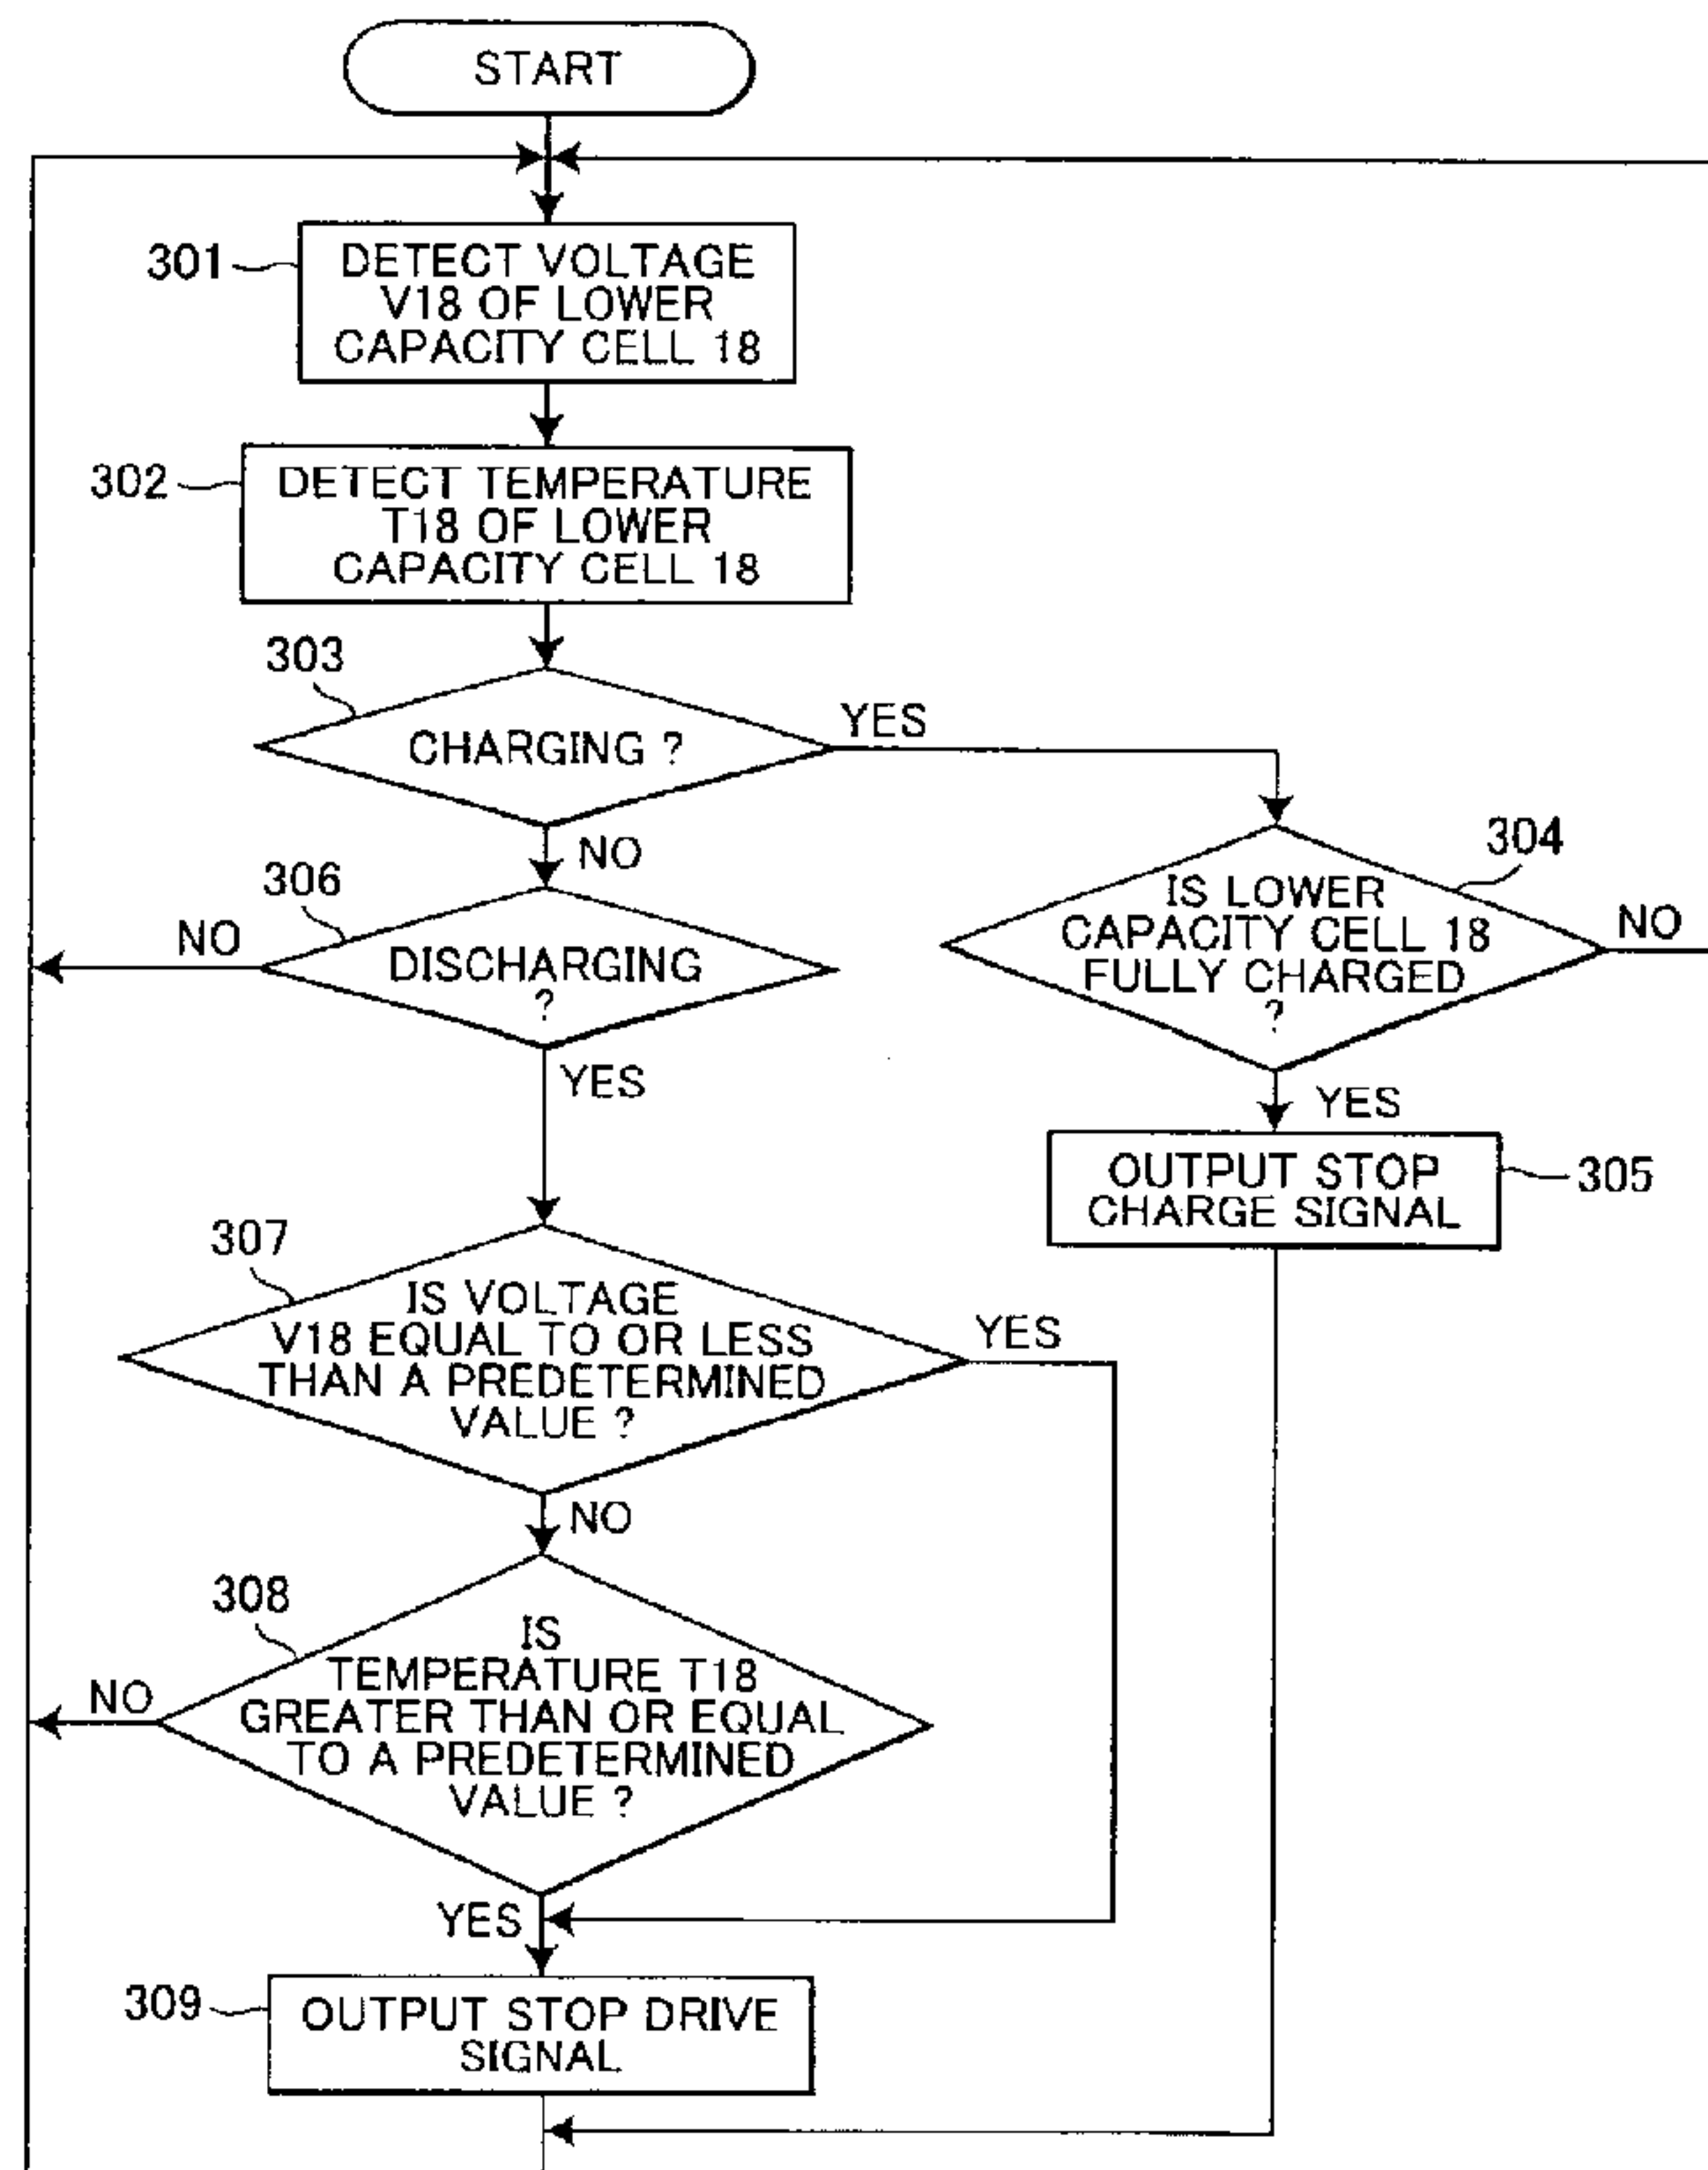 START
301
DETECT VOLTAGE
V18 OF LOWER
CAPACITY CELL 18
302
DETECT TEMPERATURE
T18 OF LOWER
CAPACITY CELL 18
303
CHARGING ?
YES
NO
304
IS LOWER
CAPACITY CELL 18
FULLY CHARGED
?
NO
YES
OUTPUT STOP
CHARGE SIGNAL
305
306
NO
DISCHARGING
?
YES
307
IS VOLTAGE
V18 EQUAL TO OR LESS
THAN A PREDETERMINED
VALUE ?
YES
NO
308
IS
TEMPERATURE T18
GREATER THAN OR EQUAL
TO A PREDETERMINED
VALUE ?
NO
YES
309
OUTPUT STOP DRIVE
SIGNAL